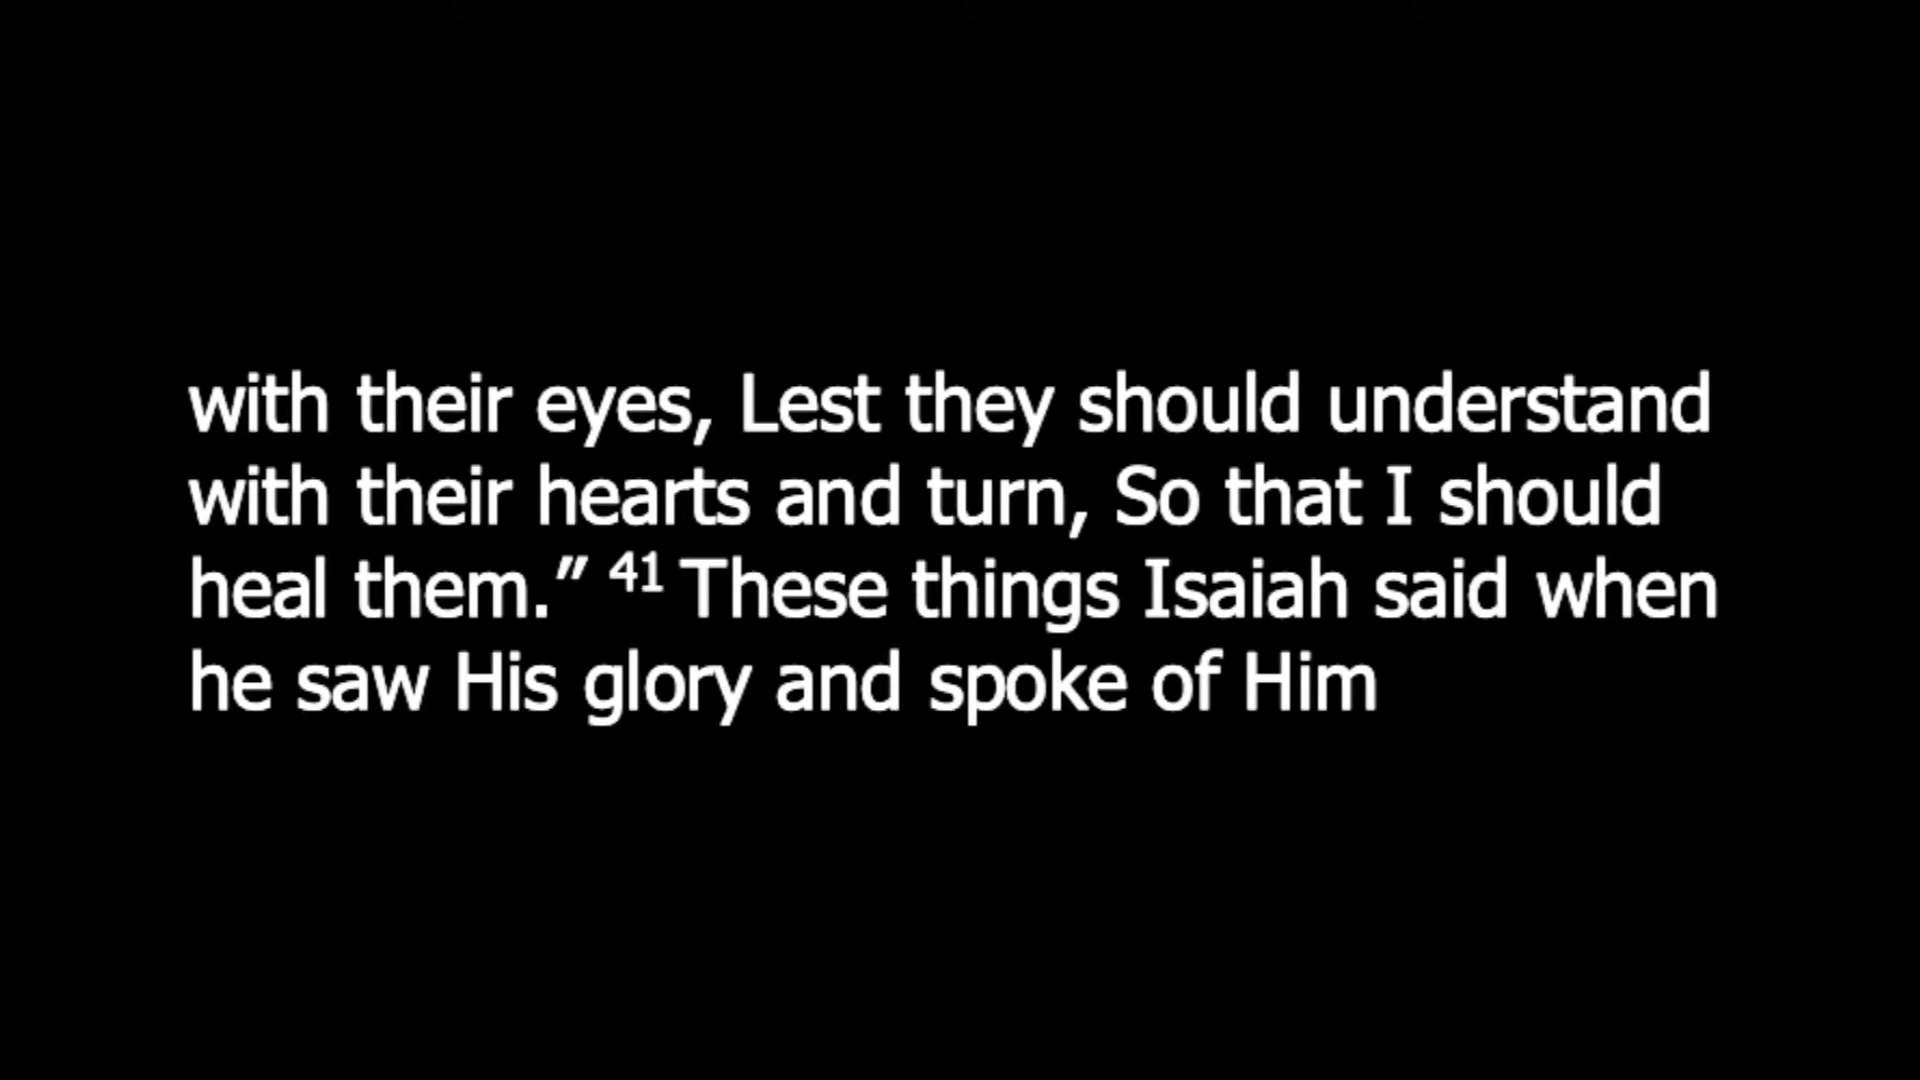 with their eyes, Lest they should understand
with their hearts and turn, So that I should
heal them.” 41 These things Isaiah said when
he saw His glory and spoke of Him